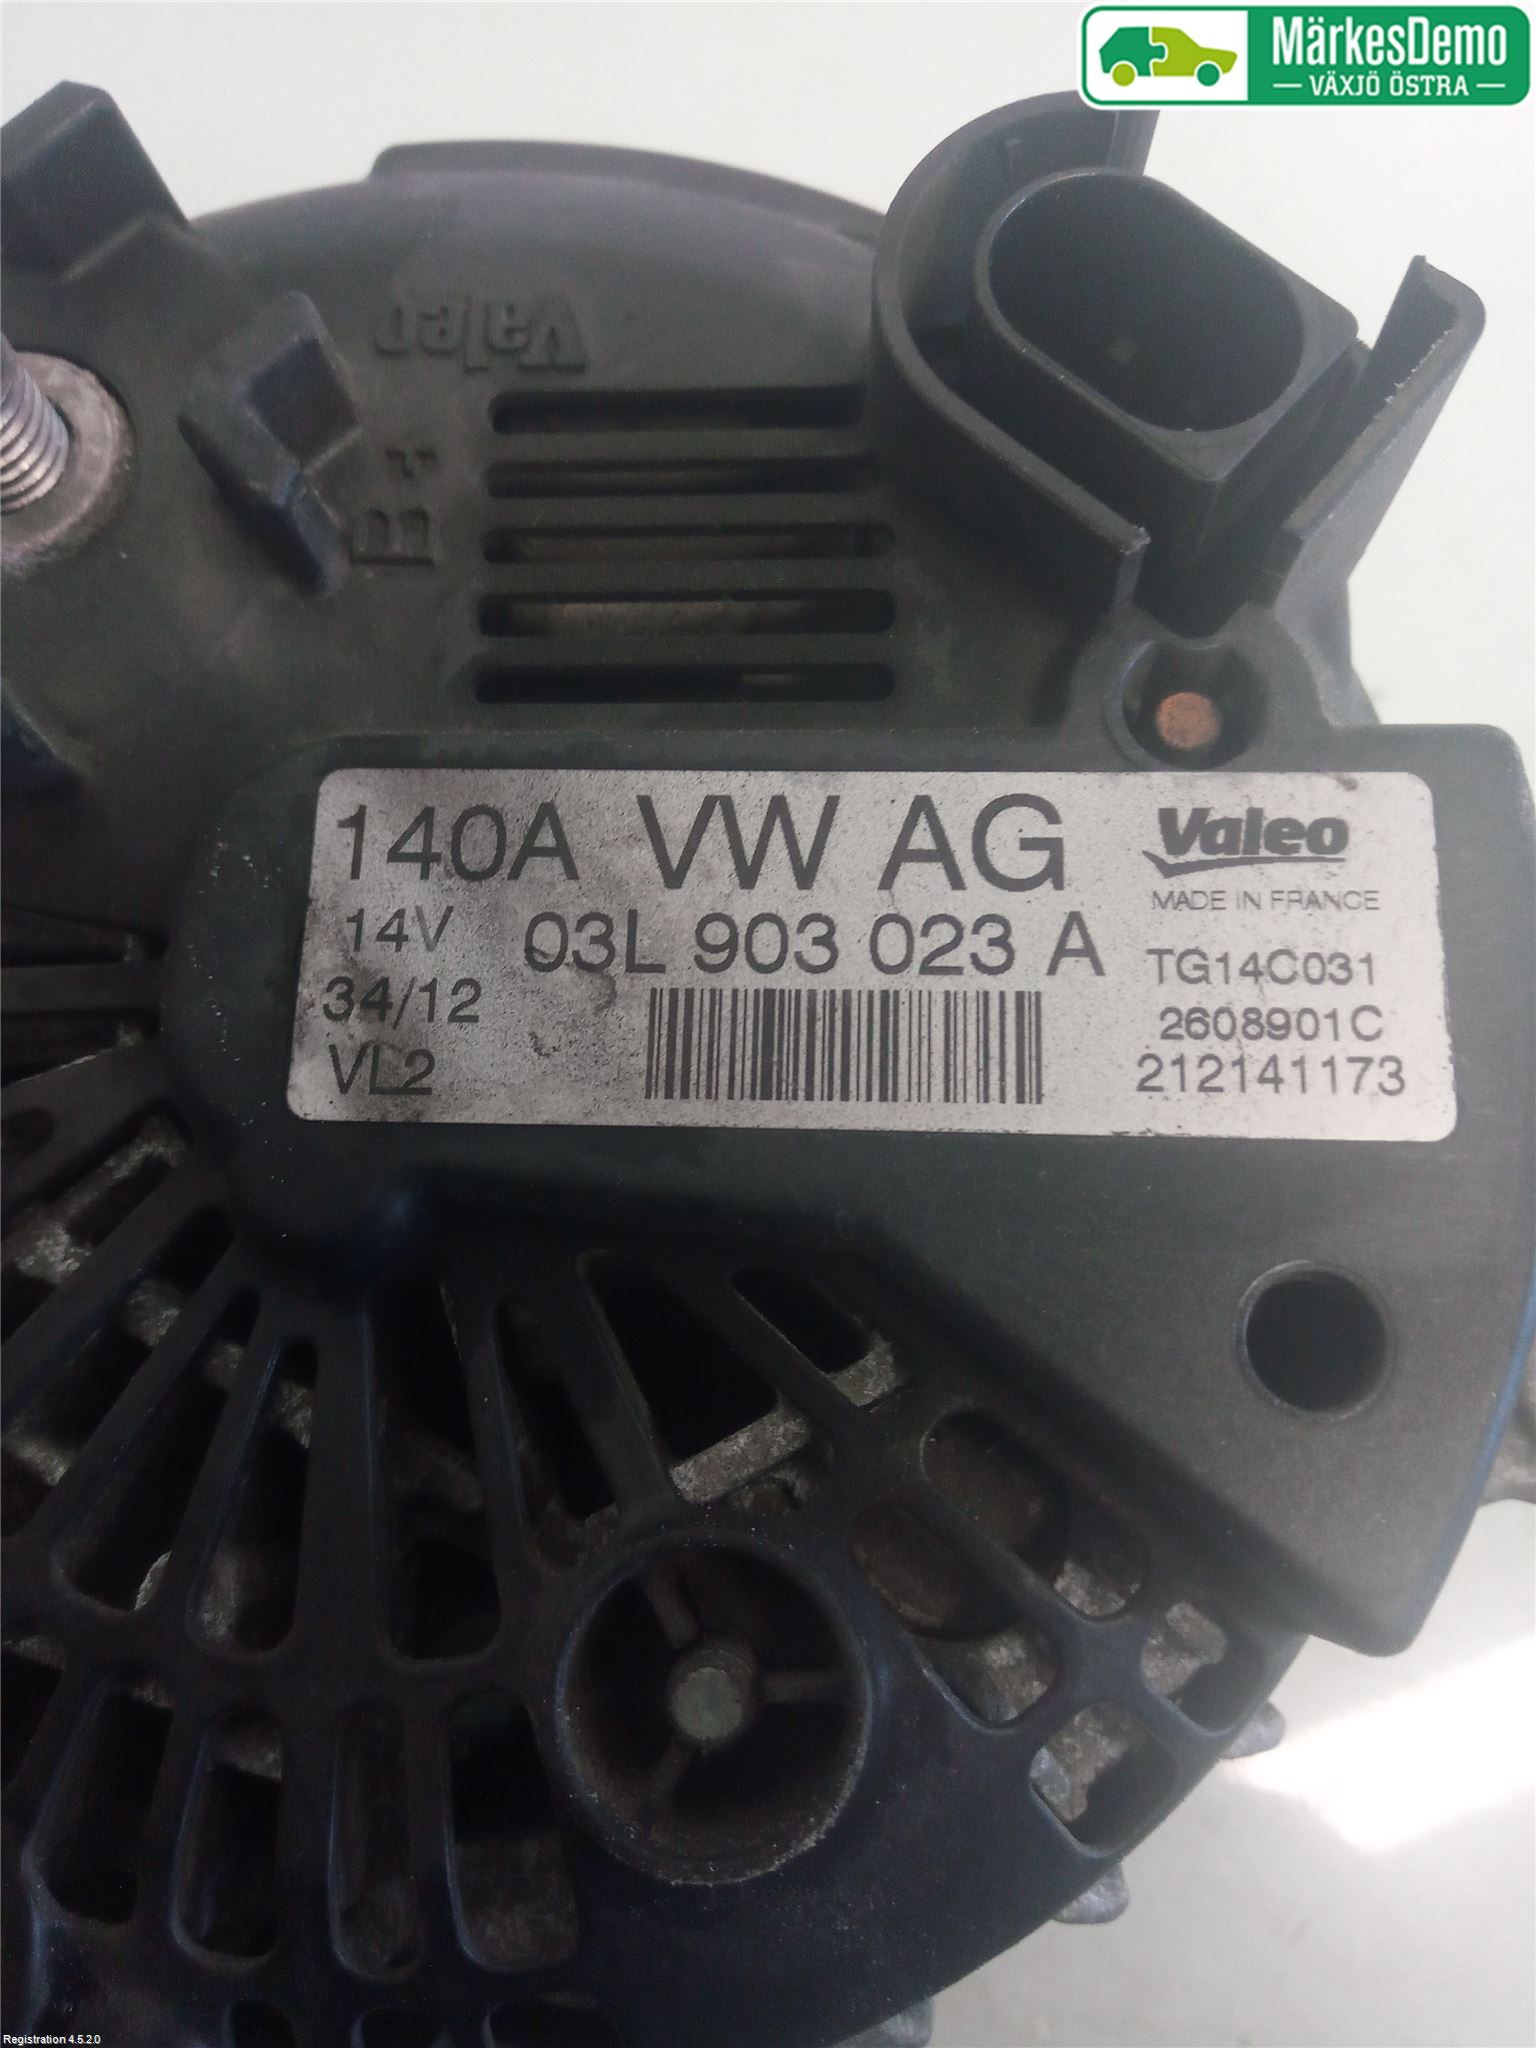 MärkesDemo
VÄXJÖ ÖSTRA
Valeo
B+
140A VW AG
Valeo
MADE IN FRANCE
14V
03L 903 023 A
TG14C031
34/12
2608901C
VL2
212141173
Registration 4.5.2.0